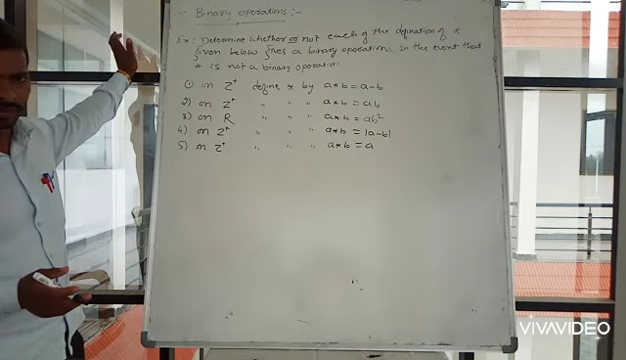 - Binary operations :-
Ex : Determine whether or not each of the defination of *
given below gives a binary operation. In the event that
* is not a binary operation
1) on Z⁺ define * by a*b = a-b
2) on Z⁺ " " " a*b = ab
3) on R " " " a*b = ab²
4) on Z⁺ " " " a*b = |a-b|
5) on Z⁺ " " " a*b = a
VIVAVIDEO